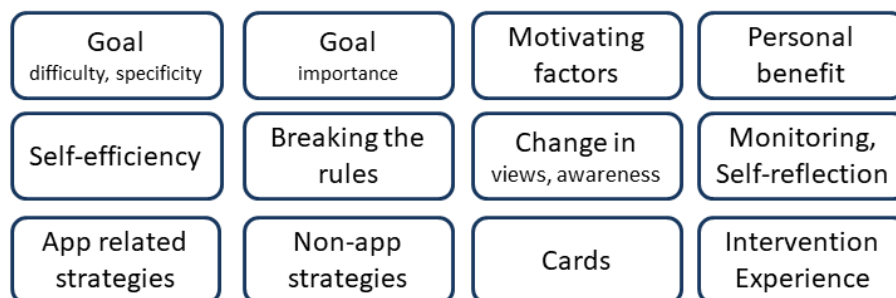 Goal
difficulty, specificity
Goal
importance
Motivating
factors
Personal
benefit
Self-efficiency
Breaking the
rules
Change in
views, awareness
Monitoring,
Self-reflection
App related
strategies
Non-app
strategies
Cards
Intervention
Experience